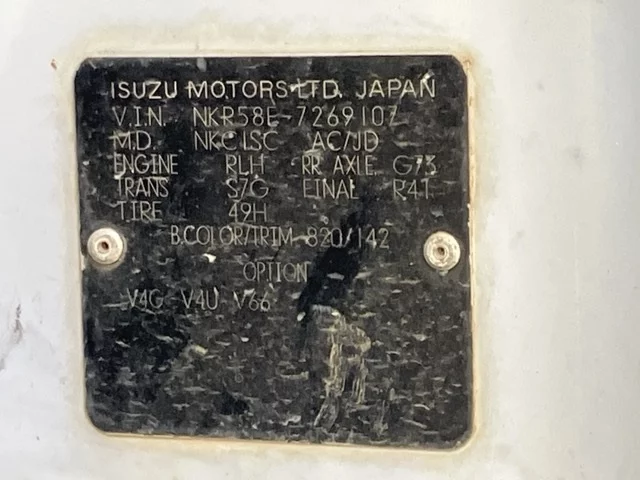 ISUZU MOTORS LTD. JAPAN
V.I.N. NKR58E-7269107
M.D. NKC1SC AC/JD
ENGINE RLH RR AXLE G73
TRANS S7G FINAL R41
TIRE 49H
B.COLOR/TRIM 820/142
OPTION
V4G V4U V66